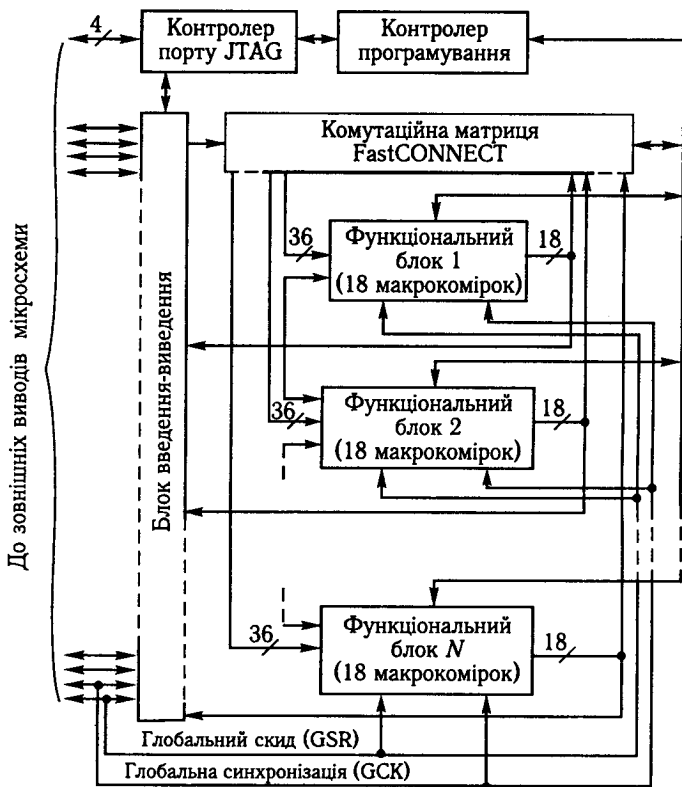 4
Контролер
порту JTAG
Контролер
програмування
Комутаційна матриця
FastCONNECT
До зовнішніх виводів мікросхеми
Блок введення-виведення
36
Функціональний
блок 1
(18 макрокомірок)
18
36
Функціональний
блок 2
(18 макрокомірок)
18
36
Функціональний
блок N
(18 макрокомірок)
18
Глобальний скид (GSR)
Глобальна синхронізація (GCK)